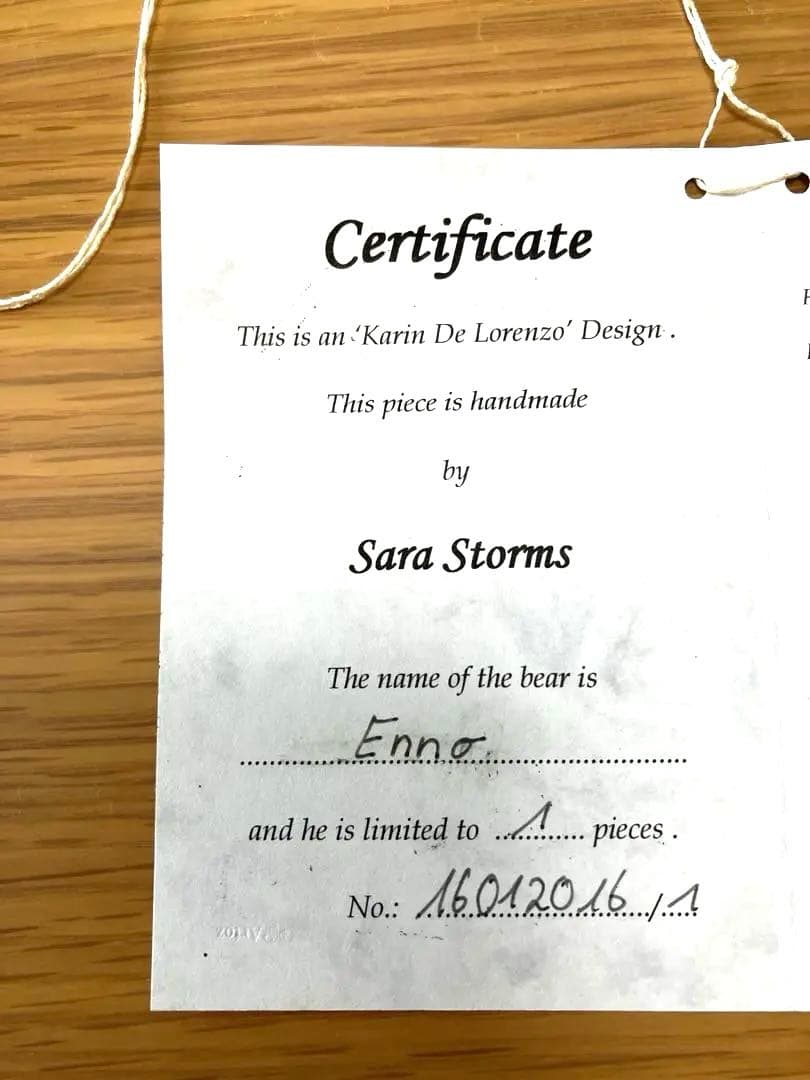 Certificate
This is an 'Karin De Lorenzo' Design .
This piece is handmade
by
Sara Storms
The name of the bear is
Enno
and he is limited to ...1... pieces .
No.: 16012016 / 1